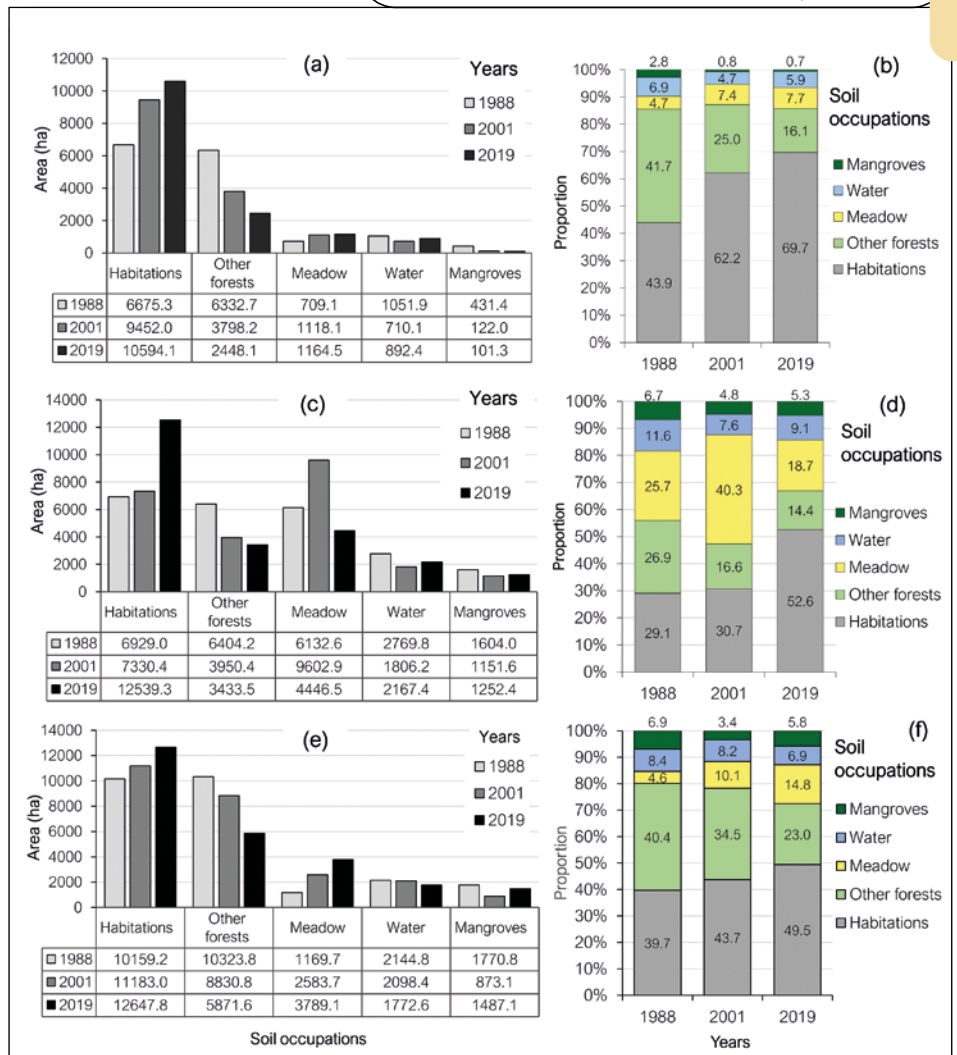 (a)
Years
1988
2001
2019
Area (ha)
12000
10000
8000
6000
4000
2000
0
Habitations Other forests Meadow Water Mangroves
1988 6675.3 6332.7 709.1 1051.9 431.4
2001 9452.0 3798.2 1118.1 710.1 122.0
2019 10594.1 2448.1 1164.5 892.4 101.3
(b)
Soil
occupations
Mangroves
Water
Meadow
Other forests
Habitations
Proportion
100%
90%
80%
70%
60%
50%
40%
30%
20%
10%
0%
2.8 0.8 0.7
6.9 4.7 5.9
4.7 7.4 7.7
41.7 25.0 16.1
43.9 62.2 69.7
1988 2001 2019
(c)
Years
1988
2001
2019
Area (ha)
14000
12000
10000
8000
6000
4000
2000
0
Habitations Other forests Meadow Water Mangroves
1988 6929.0 6404.2 6132.6 2769.8 1604.0
2001 7330.4 3950.4 9602.9 1806.2 1151.6
2019 12539.3 3433.5 4446.5 2167.4 1252.4
(d)
Soil
occupations
Mangroves
Water
Meadow
Other forests
Habitations
Proportion
100%
90%
80%
70%
60%
50%
40%
30%
20%
10%
0%
6.7 4.8 5.3
11.6 7.6 9.1
25.7 40.3 18.7
26.9 16.6 14.4
29.1 30.7 52.6
1988 2001 2019
(e)
Years
1988
2001
2019
Area (ha)
14000
12000
10000
8000
6000
4000
2000
0
Habitations Other forests Meadow Water Mangroves
1988 10159.2 10323.8 1169.7 2144.8 1770.8
2001 11183.0 8830.8 2583.7 2098.4 873.1
2019 12647.8 5871.6 3789.1 1772.6 1487.1
Soil occupations
(f)
Soil
occupations
Mangroves
Water
Meadow
Other forests
Habitations
Proportion
100%
90%
80%
70%
60%
50%
40%
30%
20%
10%
0%
6.9 3.4 5.8
8.4 8.2 6.9
4.6 10.1 14.8
40.4 34.5 23.0
39.7 43.7 49.5
1988 2001 2019
Years